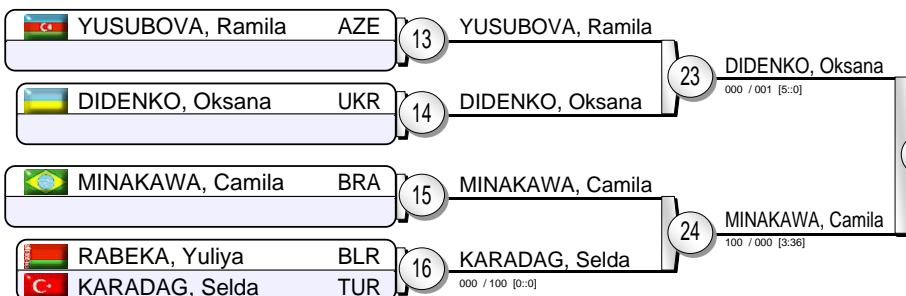 YUSUBOVA, Ramila AZE
13
YUSUBOVA, Ramila
23
DIDENKO, Oksana
000 / 001 [5::0]
DIDENKO, Oksana UKR
14
DIDENKO, Oksana
MINAKAWA, Camila BRA
15
MINAKAWA, Camila
24
MINAKAWA, Camila
100 / 000 [3:36]
RABEKA, Yuliya BLR
16
KARADAG, Selda
000 / 100 [0::0]
KARADAG, Selda TUR